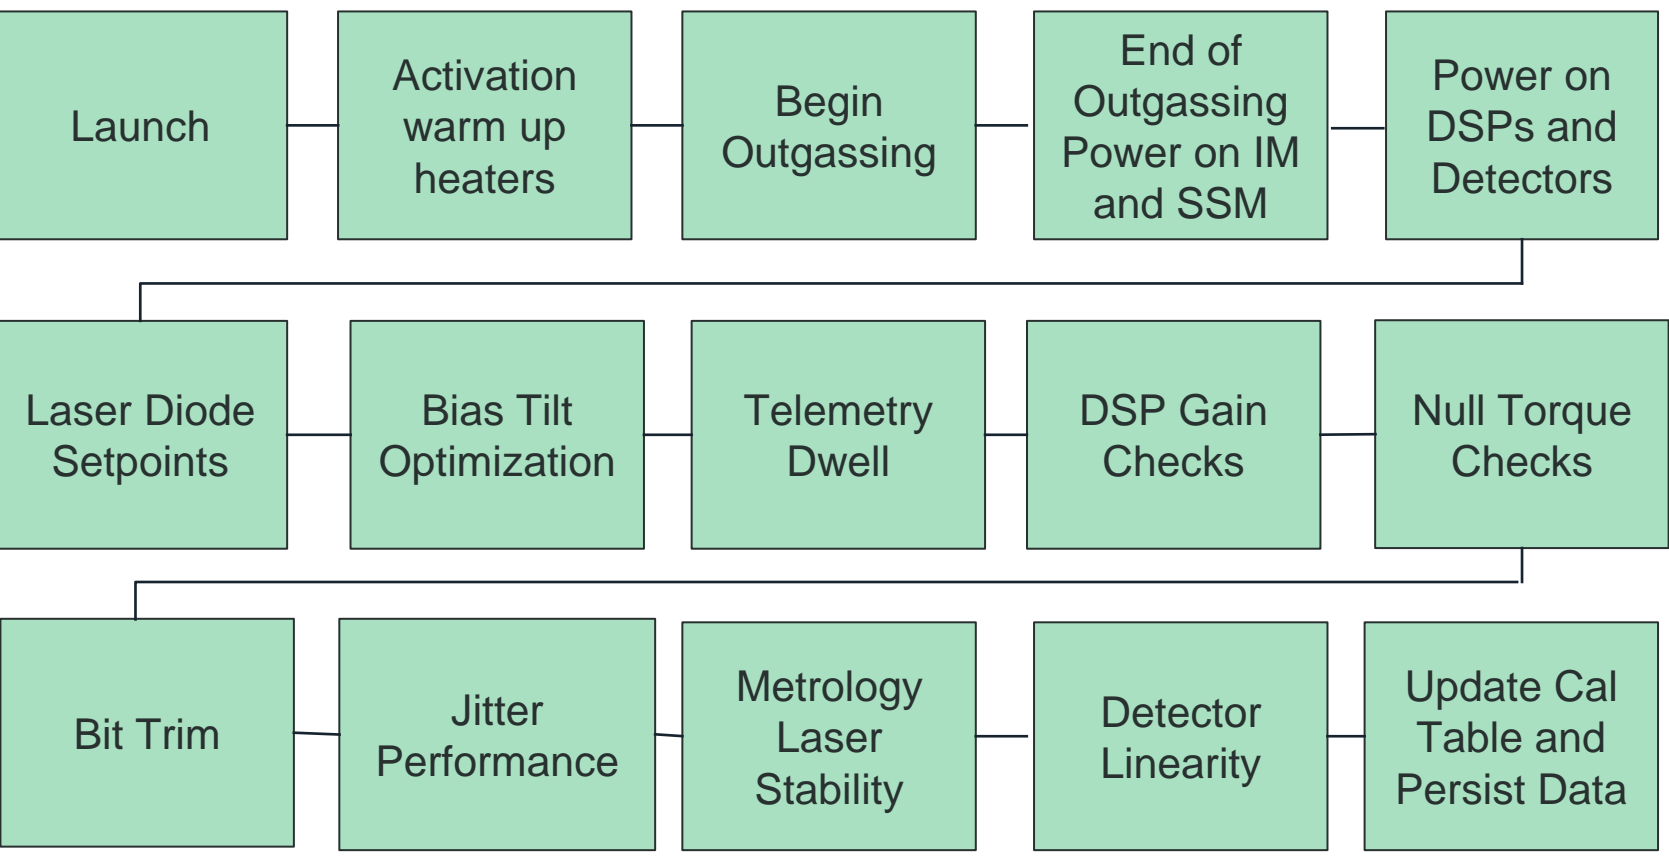 Launch
Activation
warm up
heaters
Begin
Outgassing
End of
Outgassing
Power on IM
and SSM
Power on
DSPs and
Detectors
Laser Diode
Setpoints
Bias Tilt
Optimization
Telemetry
Dwell
DSP Gain
Checks
Null Torque
Checks
Bit Trim
Jitter
Performance
Metrology
Laser
Stability
Detector
Linearity
Update Cal
Table and
Persist Data